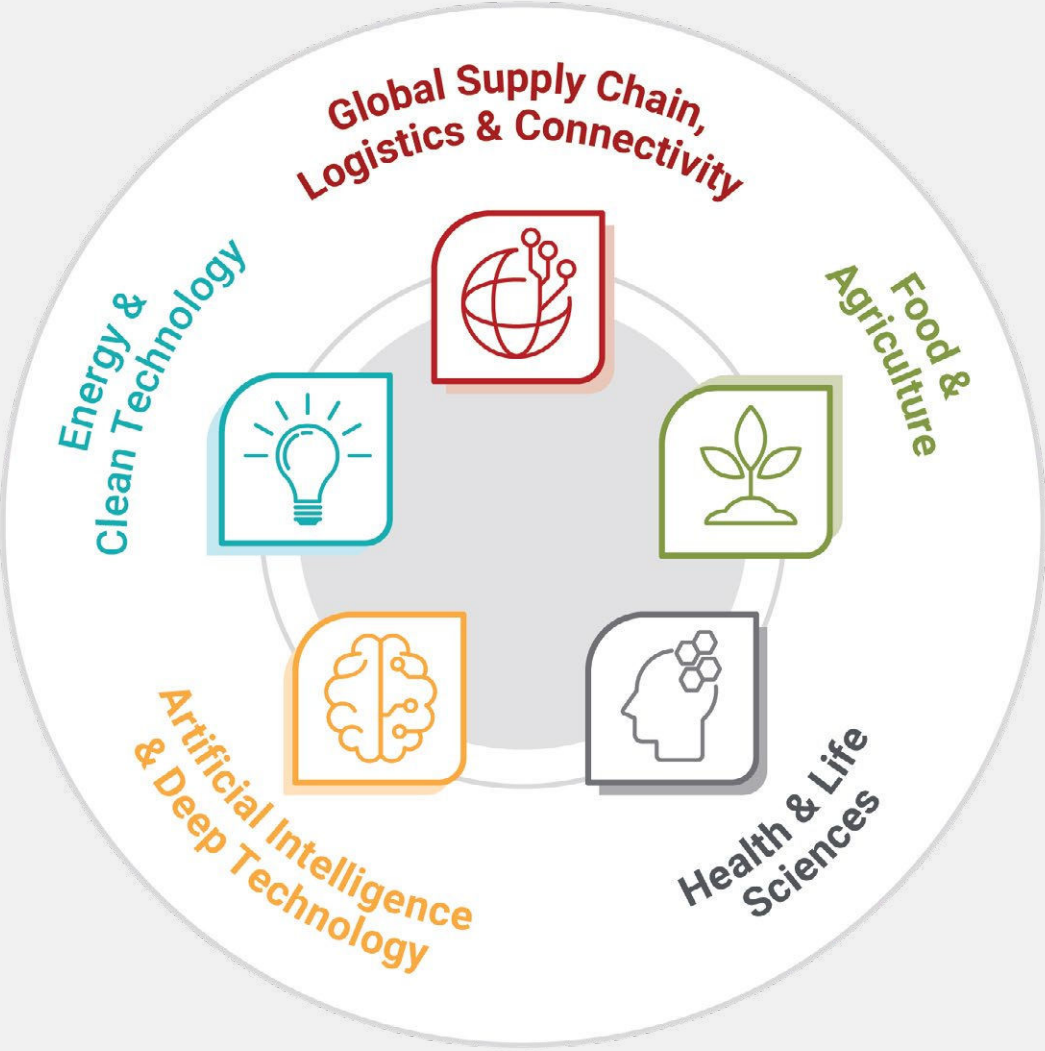 Global Supply Chain,
Logistics & Connectivity
Food &
Agriculture
Health & Life
Sciences
Artificial Intelligence
& Deep Technology
Energy &
Clean Technology